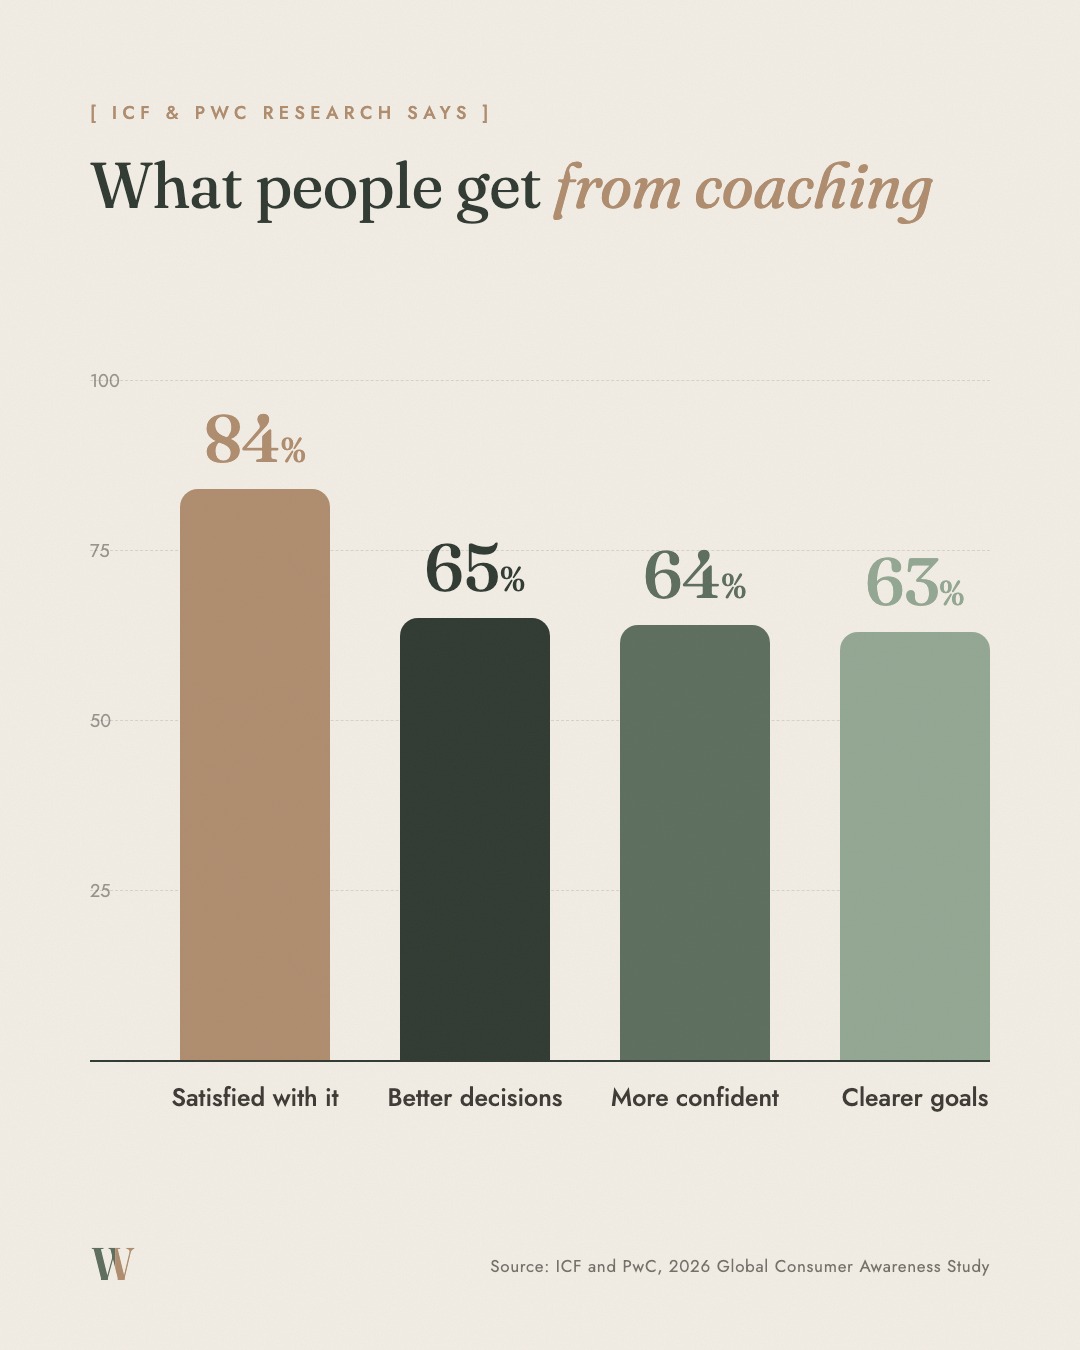 [ ICF & PWC RESEARCH SAYS ]
What people get from coaching
100
84%
75
65%
64%
63%
50
25
Satisfied with it
Better decisions
More confident
Clearer goals
W
Source: ICF and PwC, 2026 Global Consumer Awareness Study